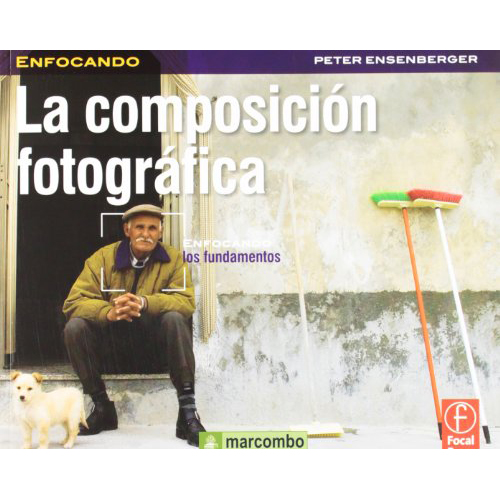 ENFOCANDO
PETER ENSENBERGER
La composición
fotográfica
ENFOCANDO
los fundamentos
marcombo
f
Focal